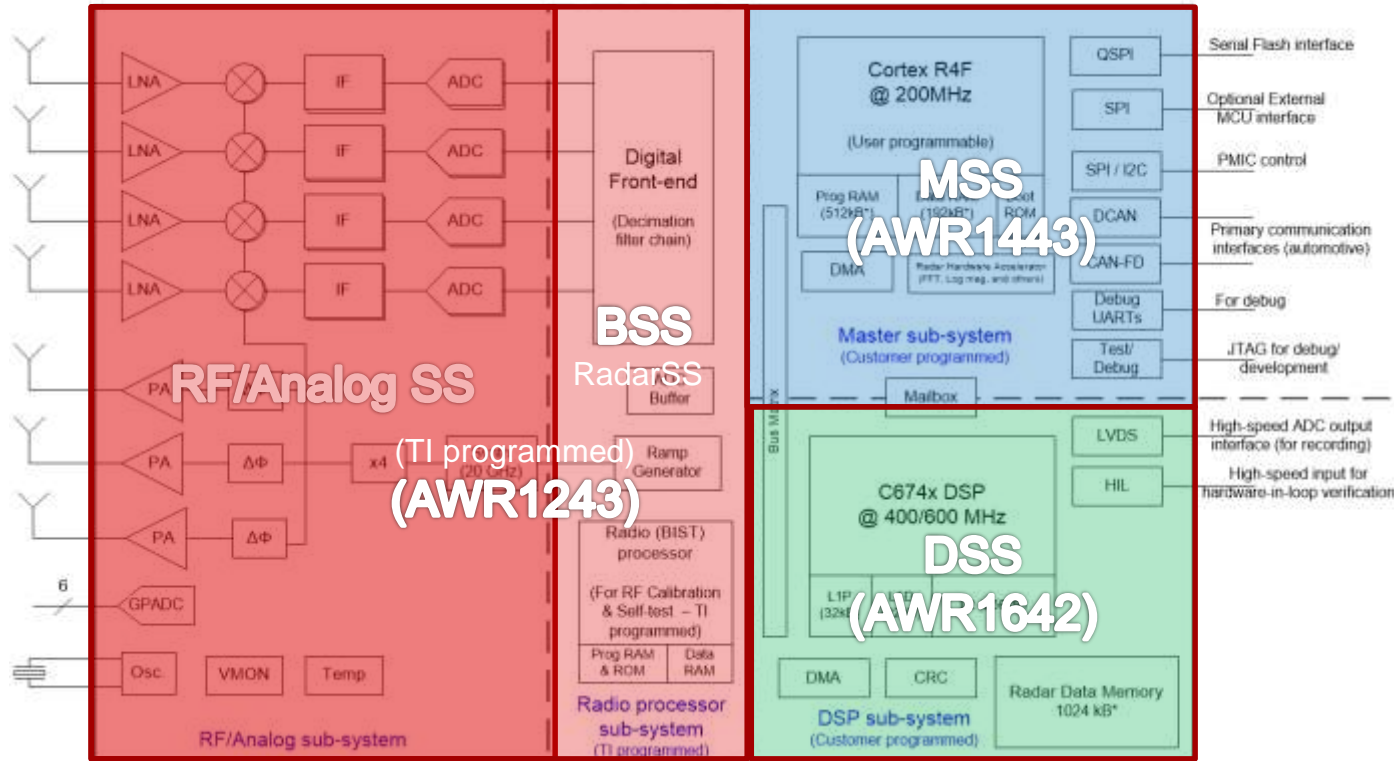 LNA
IF
ADC
LNA
IF
ADC
LNA
IF
ADC
LNA
IF
ADC
PA
RF/Analog SS
PA
ΔΦ
x4
(20 GHz)
(TI programmed)
(AWR1243)
PA
ΔΦ
6
GPADC
Osc.
VMON
Temp
RF/Analog sub-system
Digital
Front-end
(Decimation
filter chain)
BSS
RadarSS
Buffer
Ramp
Generator
Radio (BIST)
processor
(For RF Calibration
& Self-test – TI
programmed)
Prog RAM
& ROM
Data
RAM
Radio processor
sub-system
(TI programmed)
Cortex R4F
@ 200MHz
(User programmable)
MSS
(AWR1443)
Prog RAM
(512kB*)
(192kB*)
ROM
DMA
Radar Hardware Accelerator
(FFT, Log mag, and others)
Master sub-system
(Customer programmed)
Mailbox
Bus Matrix
QSPI
SPI
SPI / I2C
DCAN
CAN-FD
Debug
UARTs
Test/
Debug
Serial Flash interface
Optional External
MCU interface
PMIC control
Primary communication
interfaces (automotive)
For debug
JTAG for debug/
development
C674x DSP
@ 400/600 MHz
DSS
(AWR1642)
L1P
DMA
CRC
Radar Data Memory
1024 kB*
DSP sub-system
(Customer programmed)
LVDS
HIL
High-speed ADC output
interface (for recording)
High-speed input for
hardware-in-loop verification